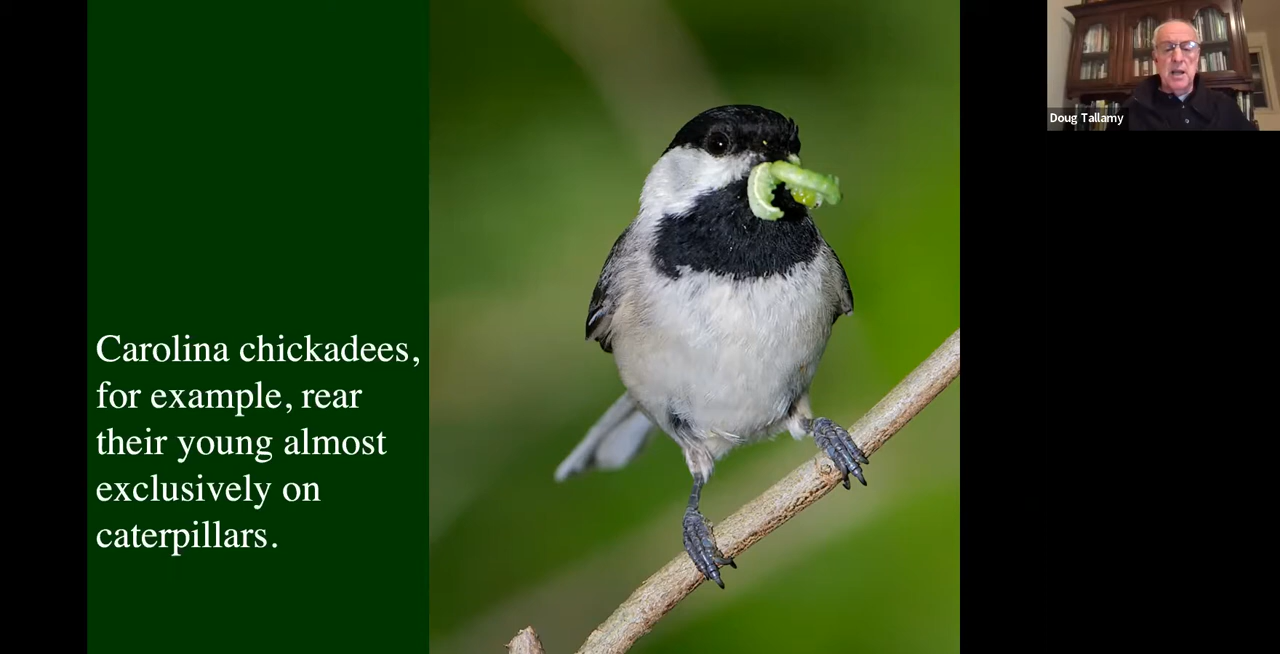 Doug Tallamy
Carolina chickadees,
for example, rear
their young almost
exclusively on
caterpillars.